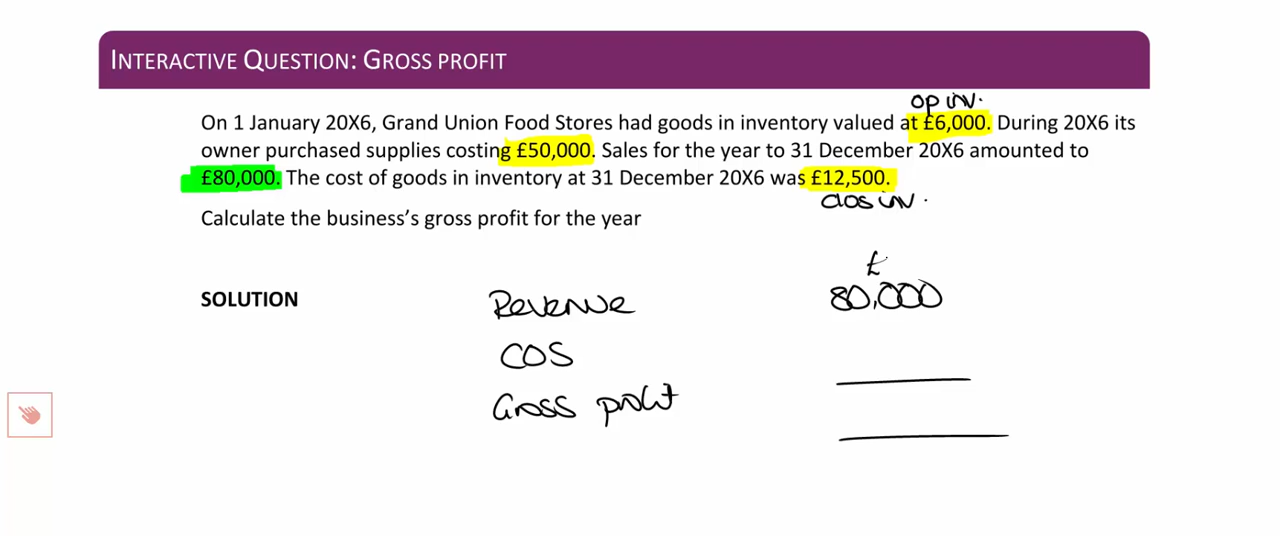 INTERACTIVE QUESTION: GROSS PROFIT
op inv.
On 1 January 20X6, Grand Union Food Stores had goods in inventory valued at £6,000. During 20X6 its
owner purchased supplies costing £50,000. Sales for the year to 31 December 20X6 amounted to
£80,000. The cost of goods in inventory at 31 December 20X6 was £12,500.
clos inv.
Calculate the business's gross profit for the year
£
SOLUTION Revenue 80,000
COS
Gross profit